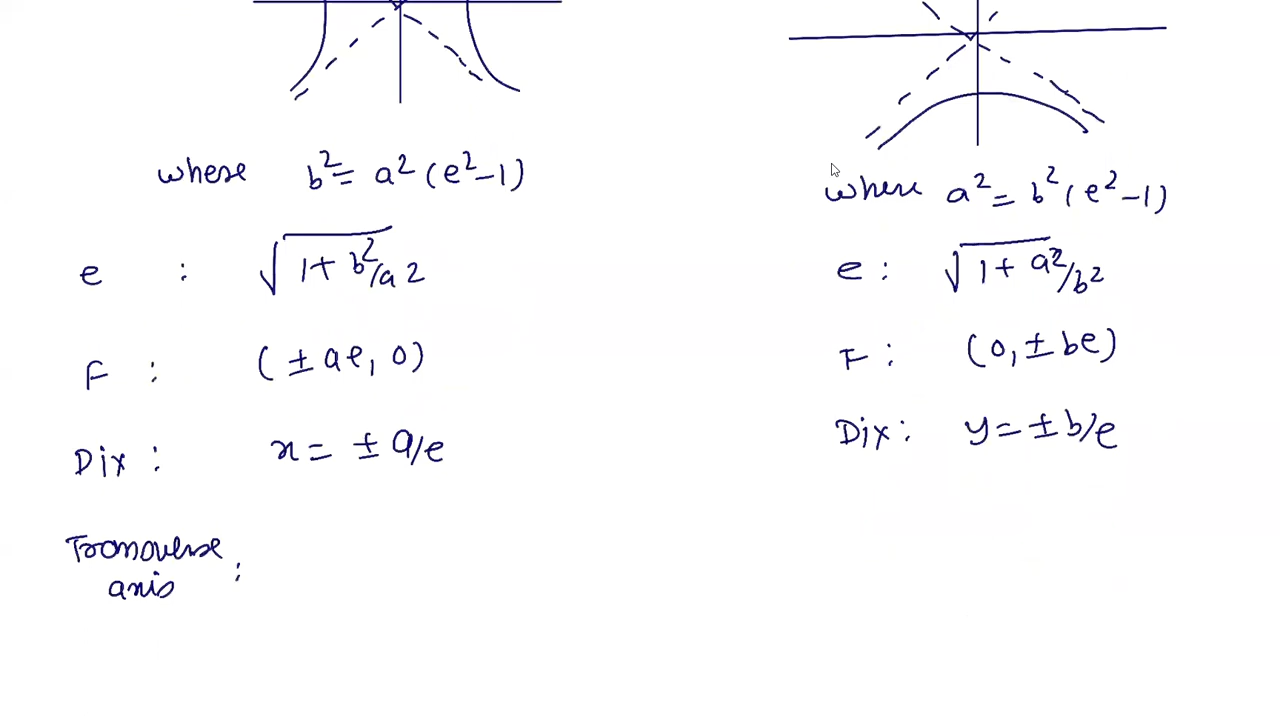 where b² = a² (e²-1)
e : √1+ b²/a2
F : (± ae, 0)
Dix : x = ± a/e
Transverse
axis :
where a² = b² (e²-1)
e : √1+ a²/b²
F : (0, ± be)
Dix : y = ± b/e